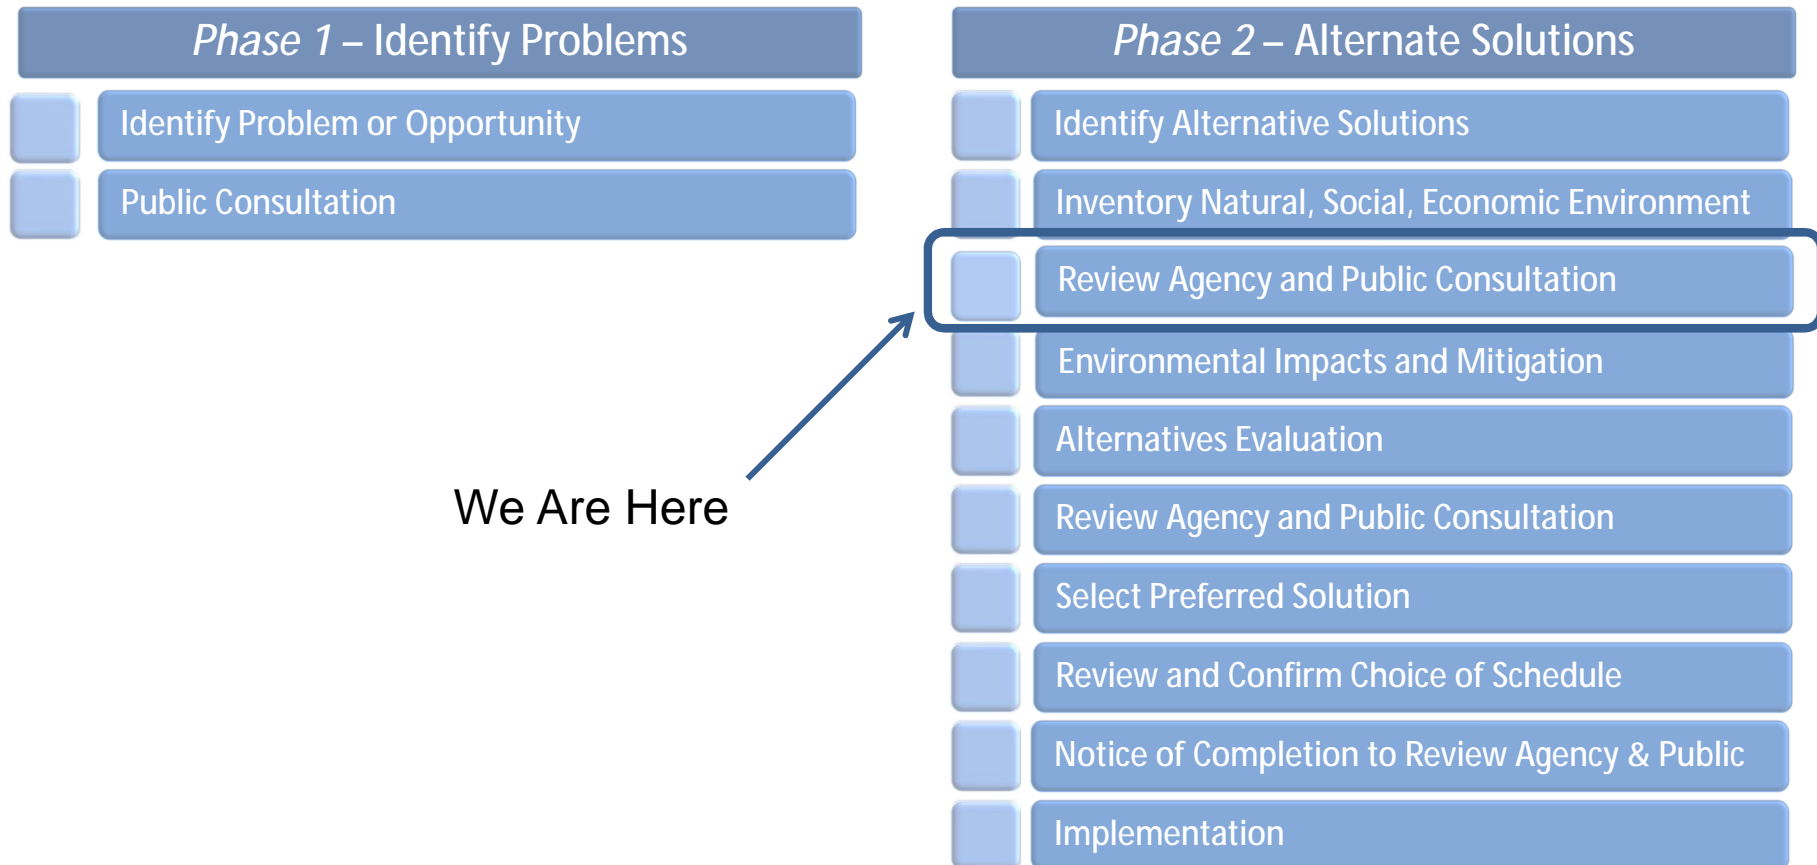 Phase 1 – Identify Problems
Identify Problem or Opportunity
Public Consultation
We Are Here
Phase 2 – Alternate Solutions
Identify Alternative Solutions
Inventory Natural, Social, Economic Environment
Review Agency and Public Consultation
Environmental Impacts and Mitigation
Alternatives Evaluation
Review Agency and Public Consultation
Select Preferred Solution
Review and Confirm Choice of Schedule
Notice of Completion to Review Agency & Public
Implementation